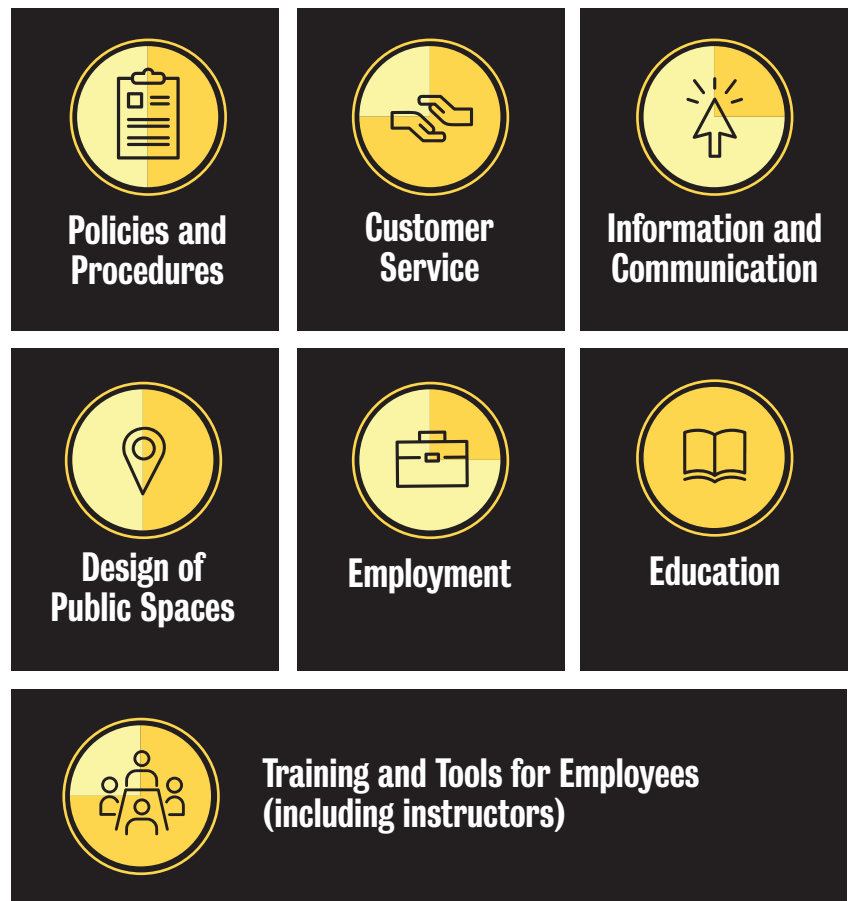 Policies and
Procedures
Customer
Service
Information and
Communication
Design of
Public Spaces
Employment
Education
Training and Tools for Employees
(including instructors)